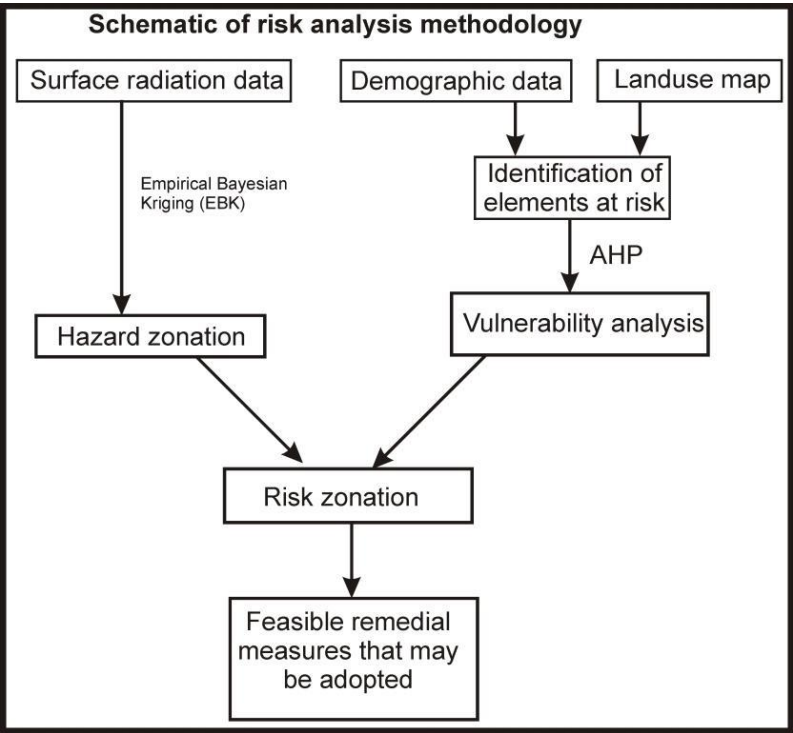 Schematic of risk analysis methodology
Surface radiation data
Demographic data
Landuse map
Empirical Bayesian
Kriging (EBK)
Identification of
elements at risk
AHP
Hazard zonation
Vulnerability analysis
Risk zonation
Feasible remedial
measures that may
be adopted